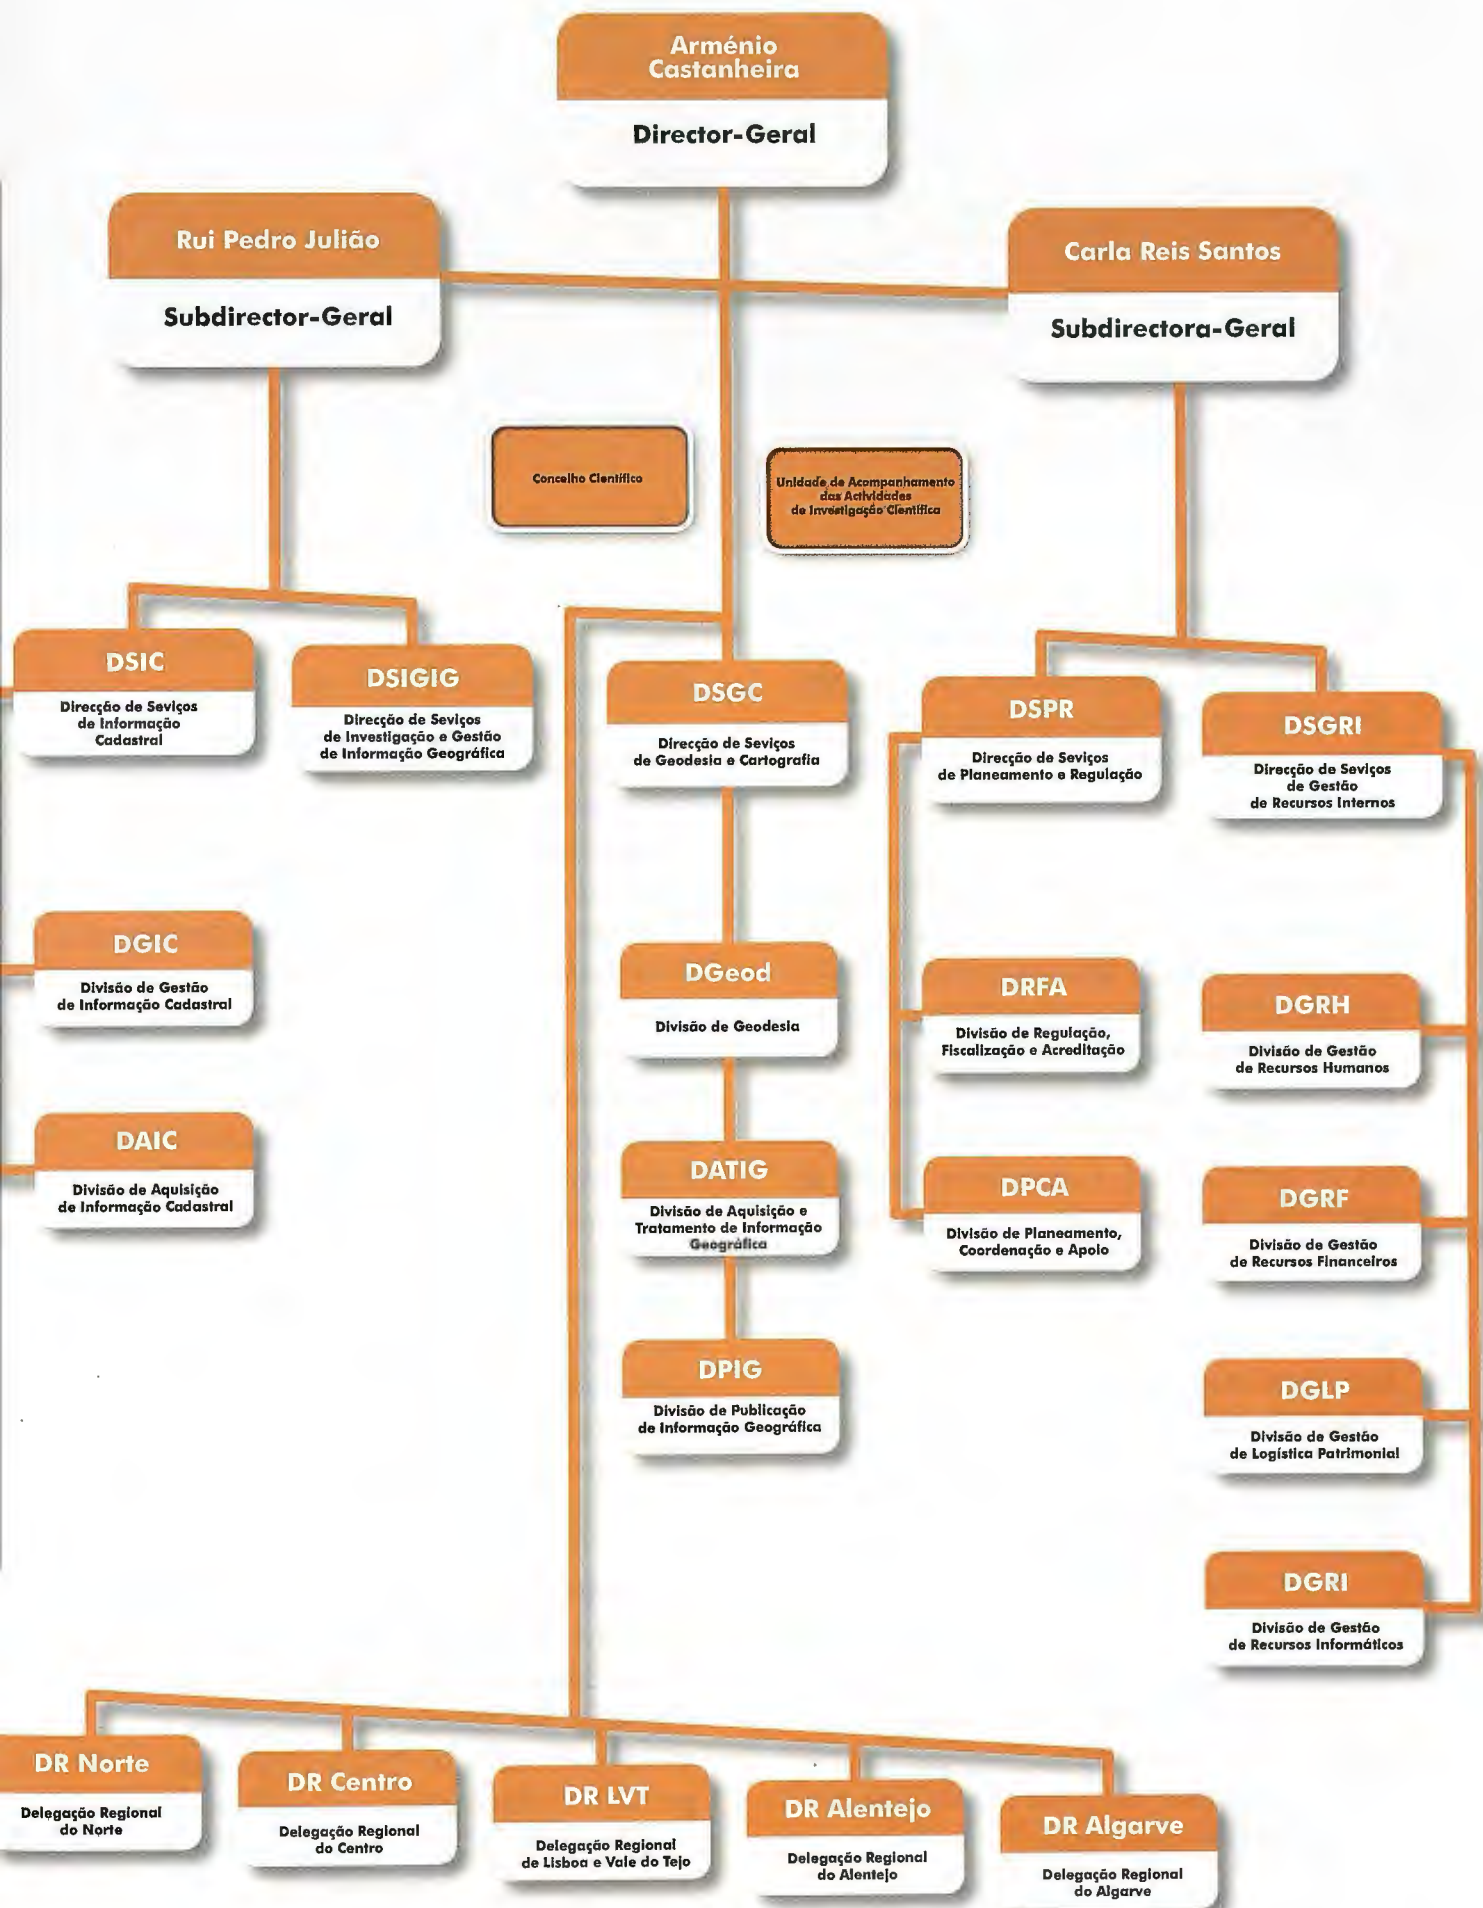 Arménio
Castanheira
Director-Geral
Rui Pedro Julião
Subdirector-Geral
Carla Reis Santos
Subdirectora-Geral
Concelho Científico
Unidade de Acompanhamento
das Actividades
de Investigação Científica
DSIC
Direcção de Seviços
de Informação
Cadastral
DSIGIG
Direcção de Seviços
de Investigação e Gestão
de Informação Geográfica
DSGC
Direcção de Seviços
de Geodesia e Cartografia
DSPR
Direcção de Seviços
de Planeamento e Regulação
DSGRI
Direcção de Seviços
de Gestão
de Recursos Internos
DGIC
Divisão de Gestão
de Informação Cadastral
DGeod
Divisão de Geodesia
DRFA
Divisão de Regulação,
Fiscalização e Acreditação
DGRH
Divisão de Gestão
de Recursos Humanos
DAIC
Divisão de Aquisição
de Informação Cadastral
DATIG
Divisão de Aquisição e
Tratamento de Informação
Geográfica
DPCA
Divisão de Planeamento,
Coordenação e Apoio
DGRF
Divisão de Gestão
de Recursos Financeiros
DPIG
Divisão de Publicação
de Informação Geográfica
DGLP
Divisão de Gestão
de Logística Patrimonial
DGRI
Divisão de Gestão
de Recursos Informáticos
DR Norte
Delegação Regional
do Norte
DR Centro
Delegação Regional
do Centro
DR LVT
Delegação Regional
de Lisboa e Vale do Tejo
DR Alentejo
Delegação Regional
do Alentejo
DR Algarve
Delegação Regional
do Algarve